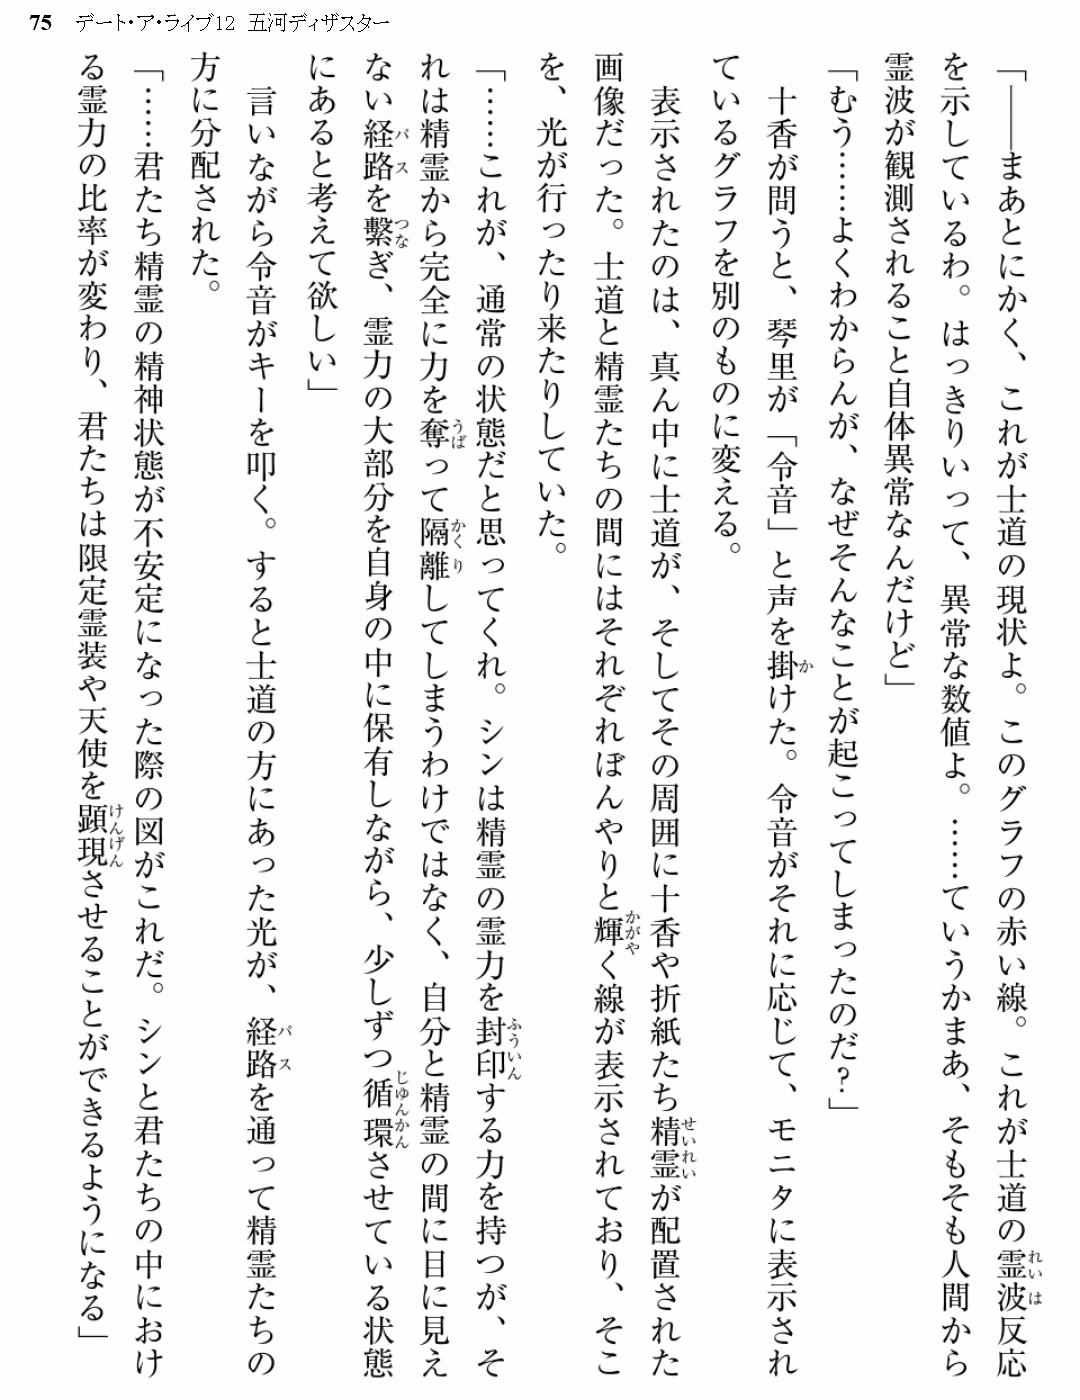 75 デート・ア・ライブ12 五河ディザスター
「――まあとにかく、これが士道の現状よ。このグラフの赤い線。これが士道の霊波反応
を示しているわ。はっきりいって、異常な数値よ。……ていうかまあ、そもそも人間から
霊波が観測されること自体異常なんだけど」
「むう……よくわからんが、なぜそんなことが起こってしまったのだ？」
　十香が問うと、琴里が「令音」と声を掛けた。令音がそれに応じて、モニタに表示され
ているグラフを別のものに変える。
　表示されたのは、真ん中に士道が、そしてその周囲に十香や折紙たち精霊が配置された
画像だった。士道と精霊たちの間にはそれぞれぼんやりと輝く線が表示されており、そこ
を、光が行ったり来たりしていた。
「……これが、通常の状態だと思ってくれ。シンは精霊の霊力を封印する力を持つが、そ
れは精霊から完全に力を奪って隔離してしまうわけではなく、自分と精霊の間に目に見え
ない経路を繋ぎ、霊力の大部分を自身の中に保有しながら、少しずつ循環させている状態
にあると考えて欲しい」
　言いながら令音がキーを叩く。すると士道の方にあった光が、経路を通って精霊たちの
方に分配された。
「……君たち精霊の精神状態が不安定になった際の図がこれだ。シンと君たちの中におけ
る霊力の比率が変わり、君たちは限定霊装や天使を顕現させることができるようになる」